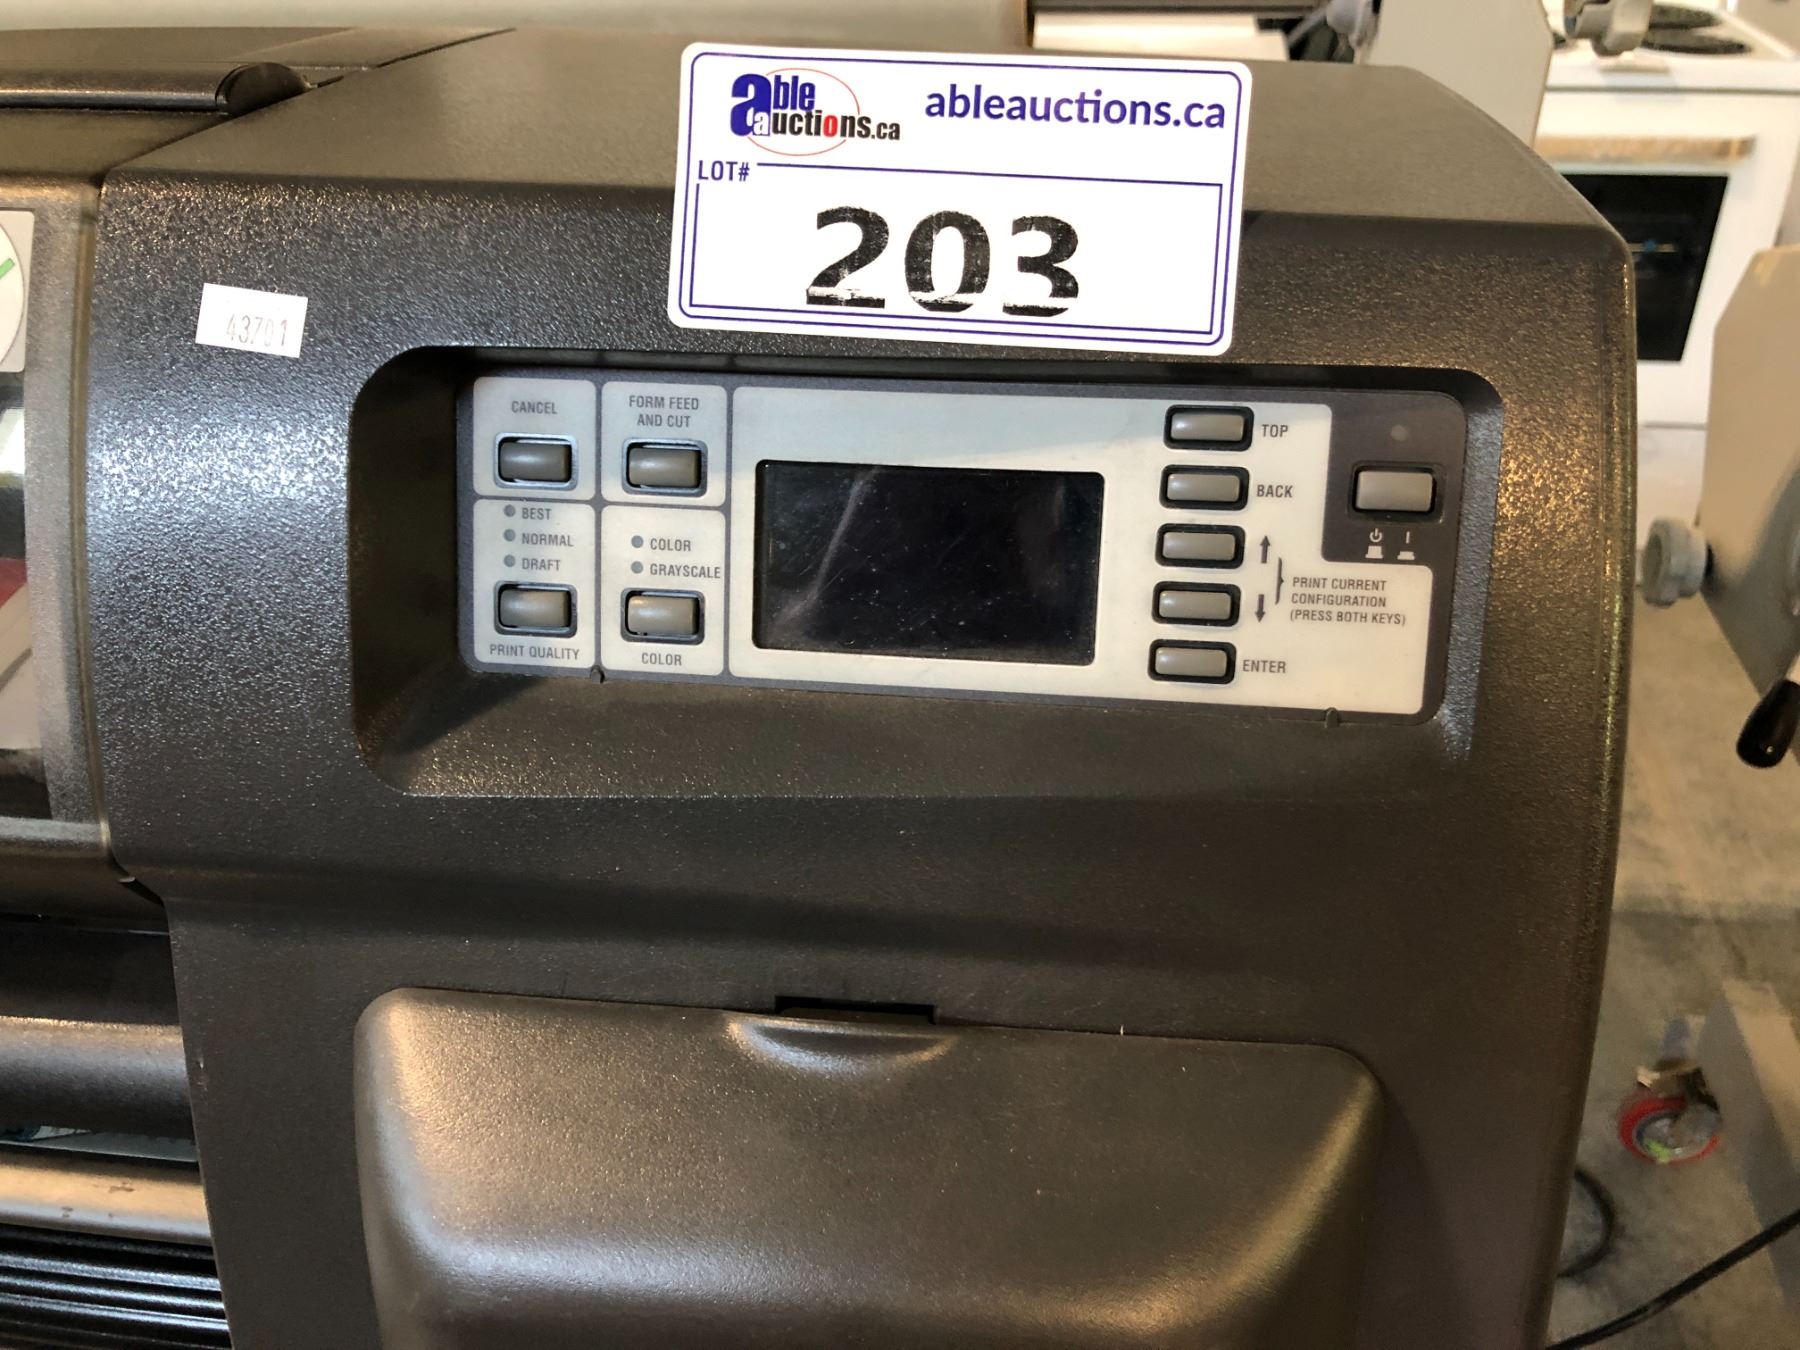 able
auctions.ca
ableauctions.ca
LOT#
203
43701
CANCEL
FORM FEED
AND CUT
BEST
NORMAL
DRAFT
PRINT QUALITY
COLOR
GRAYSCALE
COLOR
TOP
BACK
PRINT CURRENT
CONFIGURATION
(PRESS BOTH KEYS)
ENTER